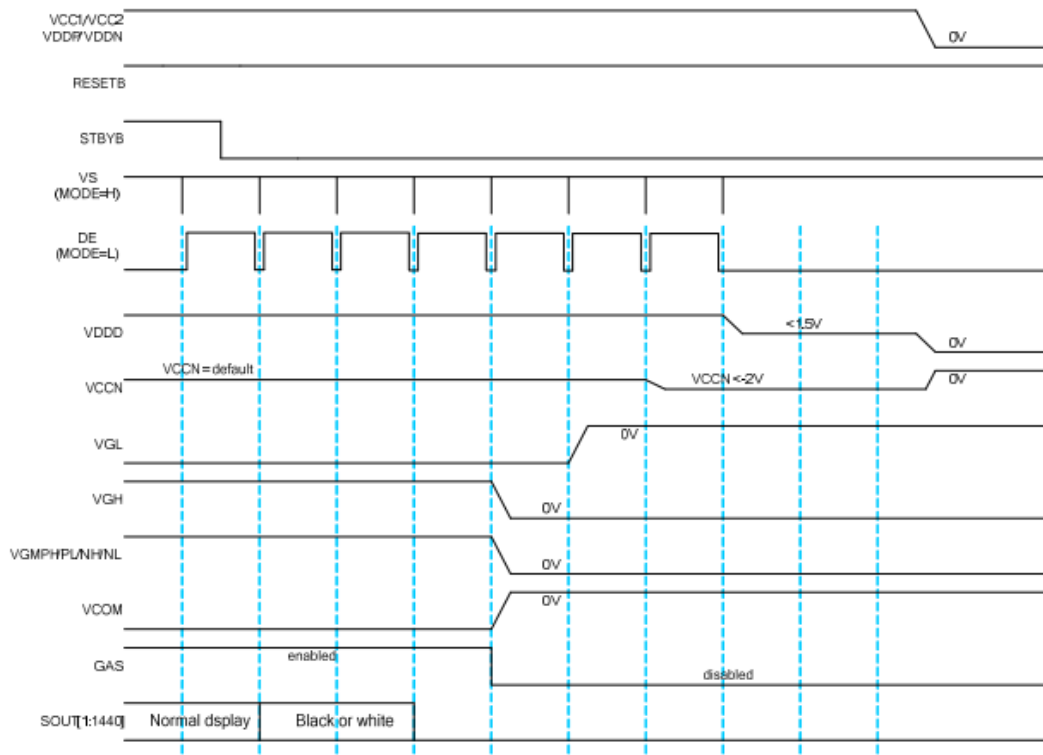 VCC1/VCC2
VDDP/VDDN
0V
RESETB
STBYB
VS
(MODE=H)
DE
(MODE=L)
VDDD
<1.5V
0V
VCCN = default
VCCN
VCCN <-2V
0V
VGL
0V
VGH
0V
VGMPH/PL/NH/NL
0V
VCOM
0V
GAS
enabled
disabled
SOUT[1:1440]
Normal dsplay
Black or white